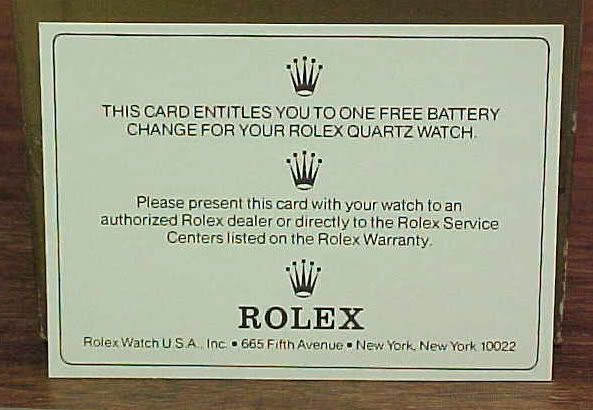 THIS CARD ENTITLES YOU TO ONE FREE BATTERY
CHANGE FOR YOUR ROLEX QUARTZ WATCH.
Please present this card with your watch to an
authorized Rolex dealer or directly to the Rolex Service
Centers listed on the Rolex Warranty.
ROLEX
Rolex Watch U.S.A., Inc. • 665 Fifth Avenue • New York, New York 10022